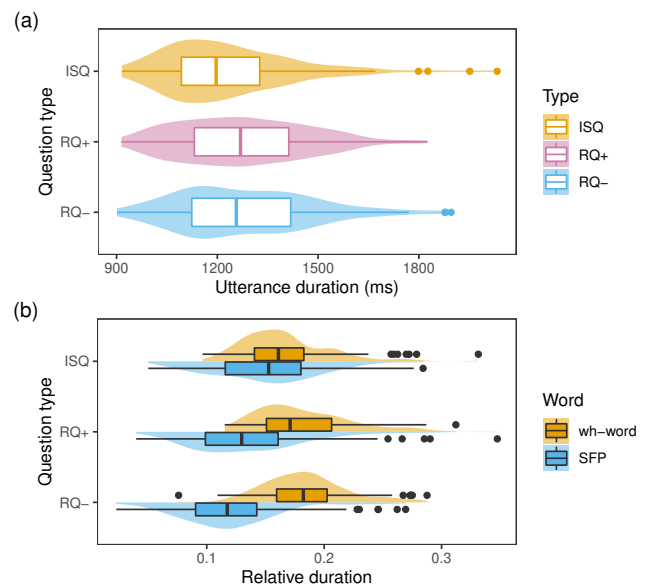 (a)
Question type
ISQ
RQ+
RQ−
900 1200 1500 1800
Utterance duration (ms)
Type
ISQ
RQ+
RQ−
(b)
Question type
ISQ
RQ+
RQ−
0.1 0.2 0.3
Relative duration
Word
wh−word
SFP